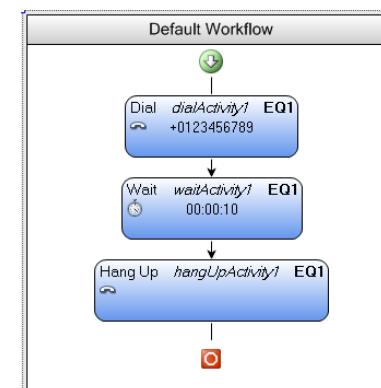 Default Workflow
Dial dialActivity1 EQ1
+0123456789
Wait waitActivity1 EQ1
00:00:10
Hang Up hangUpActivity1 EQ1